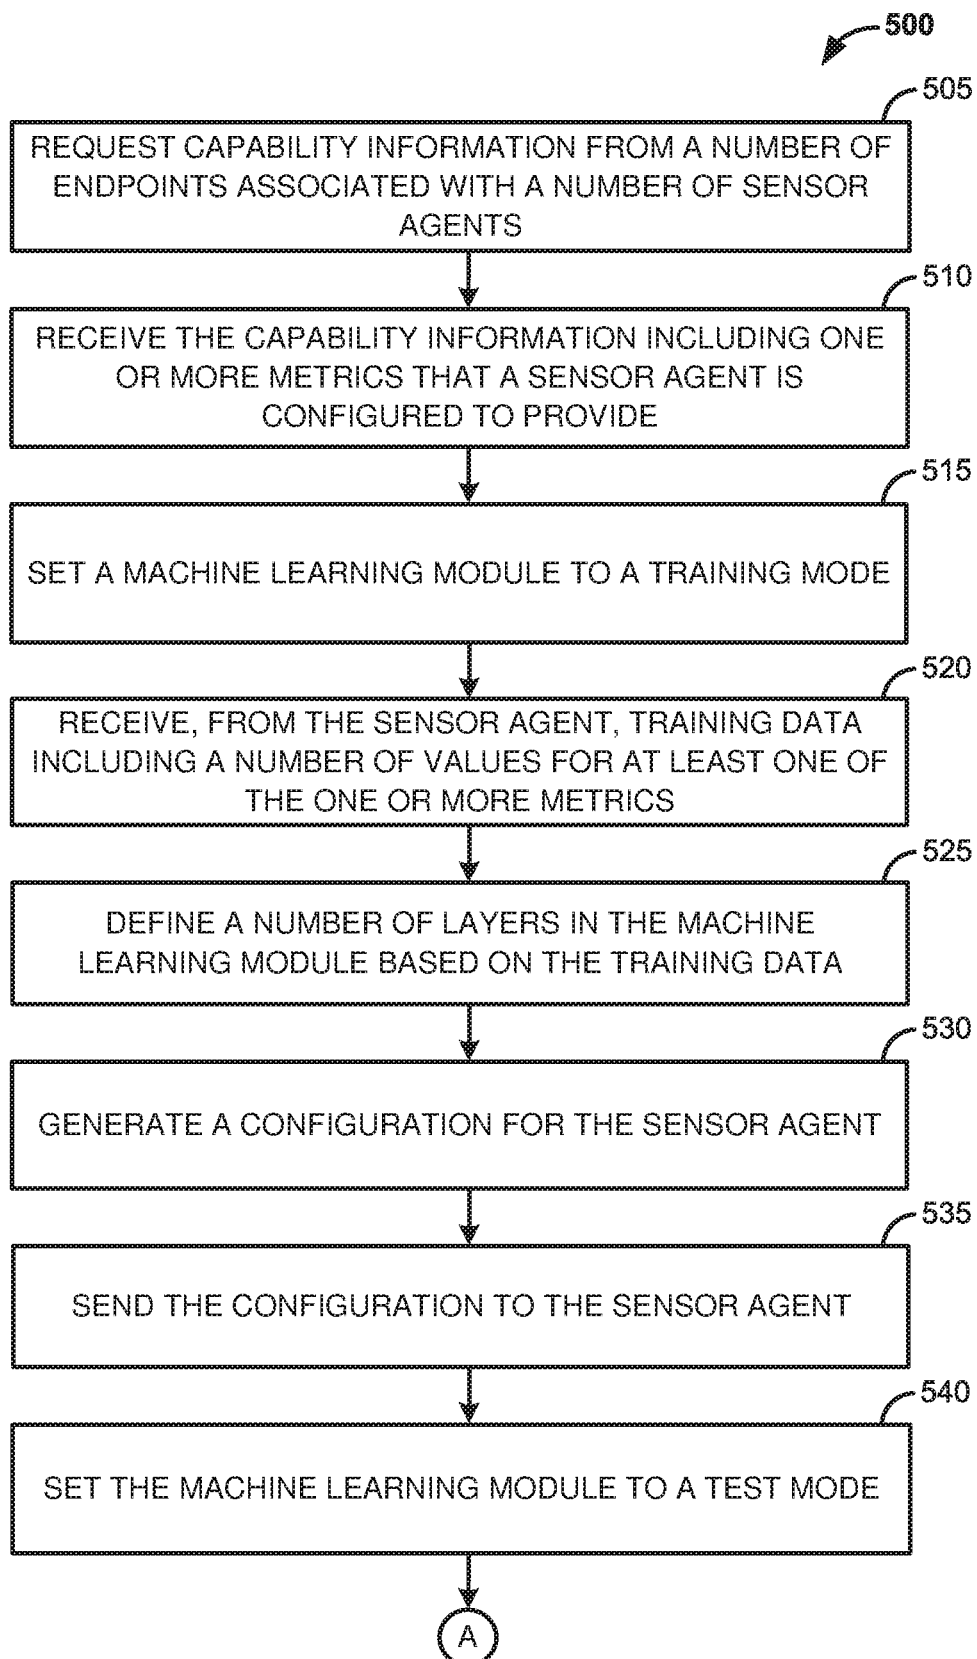 500
505
REQUEST CAPABILITY INFORMATION FROM A NUMBER OF
ENDPOINTS ASSOCIATED WITH A NUMBER OF SENSOR
AGENTS
510
RECEIVE THE CAPABILITY INFORMATION INCLUDING ONE
OR MORE METRICS THAT A SENSOR AGENT IS
CONFIGURED TO PROVIDE
515
SET A MACHINE LEARNING MODULE TO A TRAINING MODE
520
RECEIVE, FROM THE SENSOR AGENT, TRAINING DATA
INCLUDING A NUMBER OF VALUES FOR AT LEAST ONE OF
THE ONE OR MORE METRICS
525
DEFINE A NUMBER OF LAYERS IN THE MACHINE
LEARNING MODULE BASED ON THE TRAINING DATA
530
GENERATE A CONFIGURATION FOR THE SENSOR AGENT
535
SEND THE CONFIGURATION TO THE SENSOR AGENT
540
SET THE MACHINE LEARNING MODULE TO A TEST MODE
A